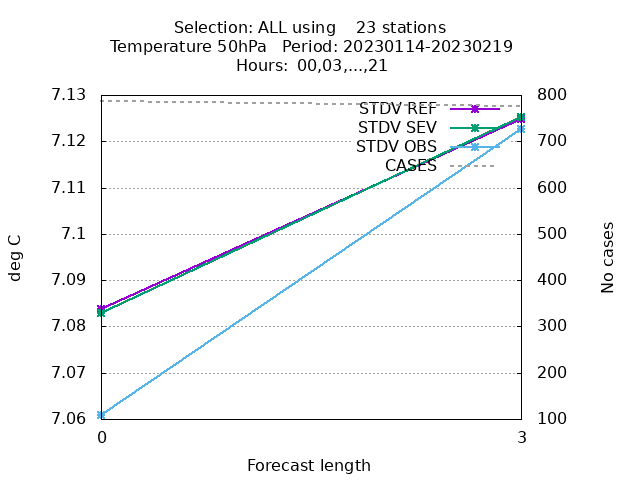 Selection: ALL using    23 stations
Temperature 50hPa   Period: 20230114-20230219
Hours:  00,03,...,21
7.13
7.12
7.11
7.1
7.09
7.08
7.07
7.06
800
700
600
500
400
300
200
100
STDV REF
STDV SEV
STDV OBS
CASES
deg C
No cases
0
3
Forecast length